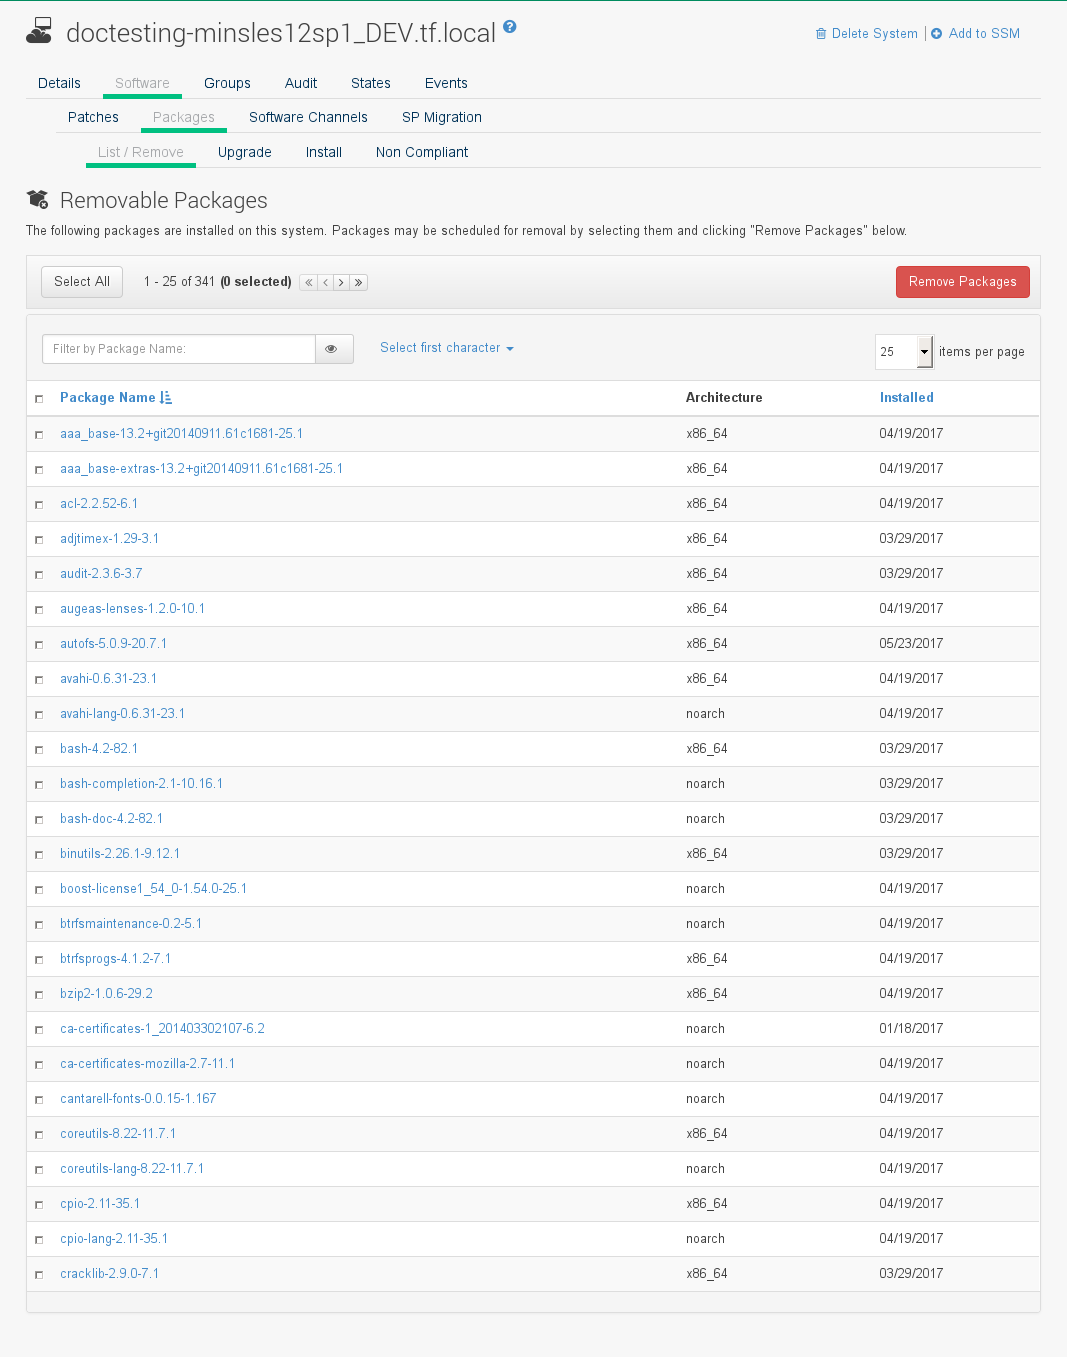 doctesting-minsles12sp1_DEV.tf.local ?
Delete System | Add to SSM
Details Software Groups Audit States Events
Patches Packages Software Channels SP Migration
List / Remove Upgrade Install Non Compliant
Removable Packages
The following packages are installed on this system. Packages may be scheduled for removal by selecting them and clicking "Remove Packages" below.
Select All 1 - 25 of 341 (0 selected) « ‹ › » Remove Packages
Filter by Package Name: Select first character 25 items per page
Package Name Architecture Installed
aaa_base-13.2+git20140911.61c1681-25.1 x86_64 04/19/2017
aaa_base-extras-13.2+git20140911.61c1681-25.1 x86_64 04/19/2017
acl-2.2.52-6.1 x86_64 04/19/2017
adjtimex-1.29-3.1 x86_64 03/29/2017
audit-2.3.6-3.7 x86_64 03/29/2017
augeas-lenses-1.2.0-10.1 x86_64 04/19/2017
autofs-5.0.9-20.7.1 x86_64 05/23/2017
avahi-0.6.31-23.1 x86_64 04/19/2017
avahi-lang-0.6.31-23.1 noarch 04/19/2017
bash-4.2-82.1 x86_64 03/29/2017
bash-completion-2.1-10.16.1 noarch 03/29/2017
bash-doc-4.2-82.1 noarch 03/29/2017
binutils-2.26.1-9.12.1 x86_64 03/29/2017
boost-license1_54_0-1.54.0-25.1 noarch 04/19/2017
btrfsmaintenance-0.2-5.1 noarch 04/19/2017
btrfsprogs-4.1.2-7.1 x86_64 04/19/2017
bzip2-1.0.6-29.2 x86_64 04/19/2017
ca-certificates-1_201403302107-6.2 noarch 01/18/2017
ca-certificates-mozilla-2.7-11.1 noarch 04/19/2017
cantarell-fonts-0.0.15-1.167 noarch 04/19/2017
coreutils-8.22-11.7.1 x86_64 04/19/2017
coreutils-lang-8.22-11.7.1 noarch 04/19/2017
cpio-2.11-35.1 x86_64 04/19/2017
cpio-lang-2.11-35.1 noarch 04/19/2017
cracklib-2.9.0-7.1 x86_64 03/29/2017